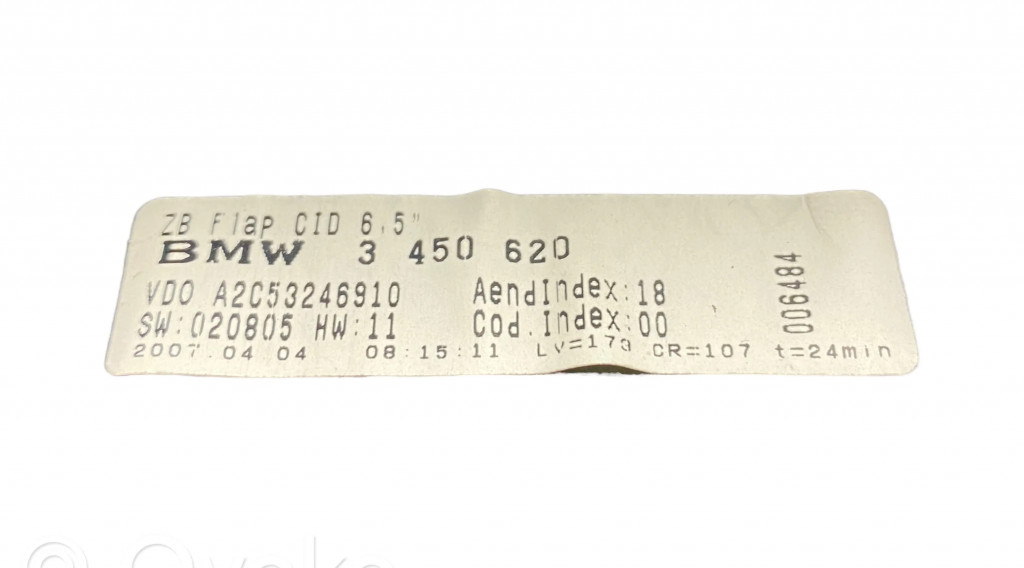 ZB Flap CID 6,5"
BMW 3 450 620
VDO A2C53246910 AendIndex:18
SW:020805 HW:11 Cod.Index:00
2007.04.04 08:15:11 LV=173 CR=107 t=24min
006484